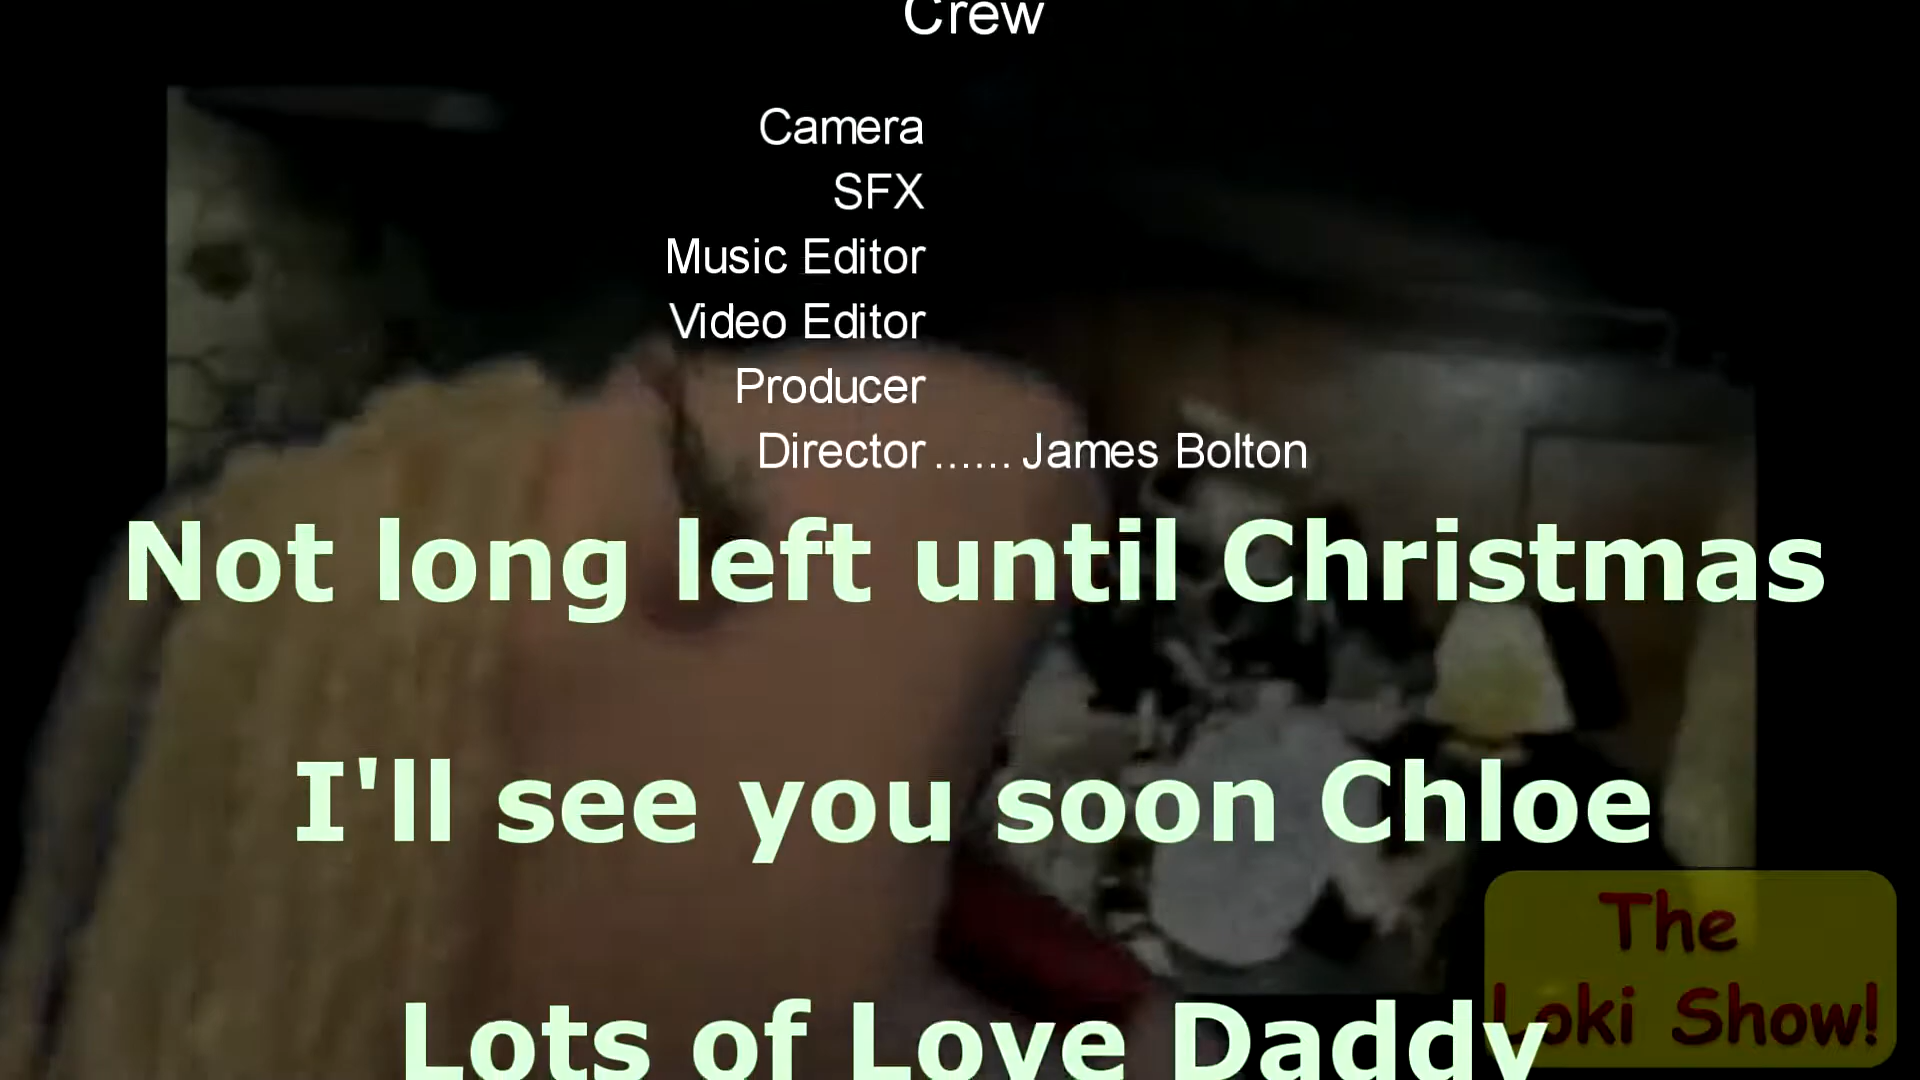 Crew
Camera
SFX
Music Editor
Video Editor
Producer
Director ...... James Bolton
Not long left until Christmas
I'll see you soon Chloe
Lots of Love Daddy
The
Loki Show!